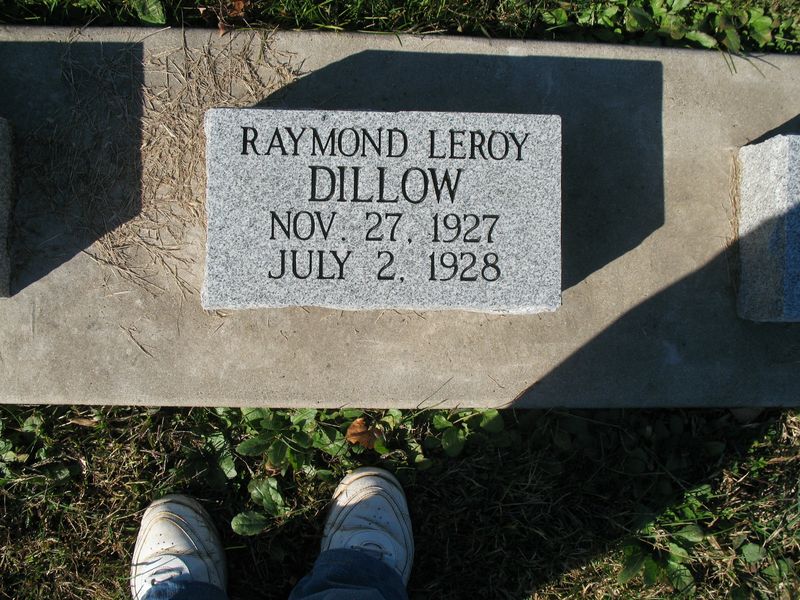 RAYMOND LEROY
DILLOW
NOV. 27, 1927
JULY 2, 1928